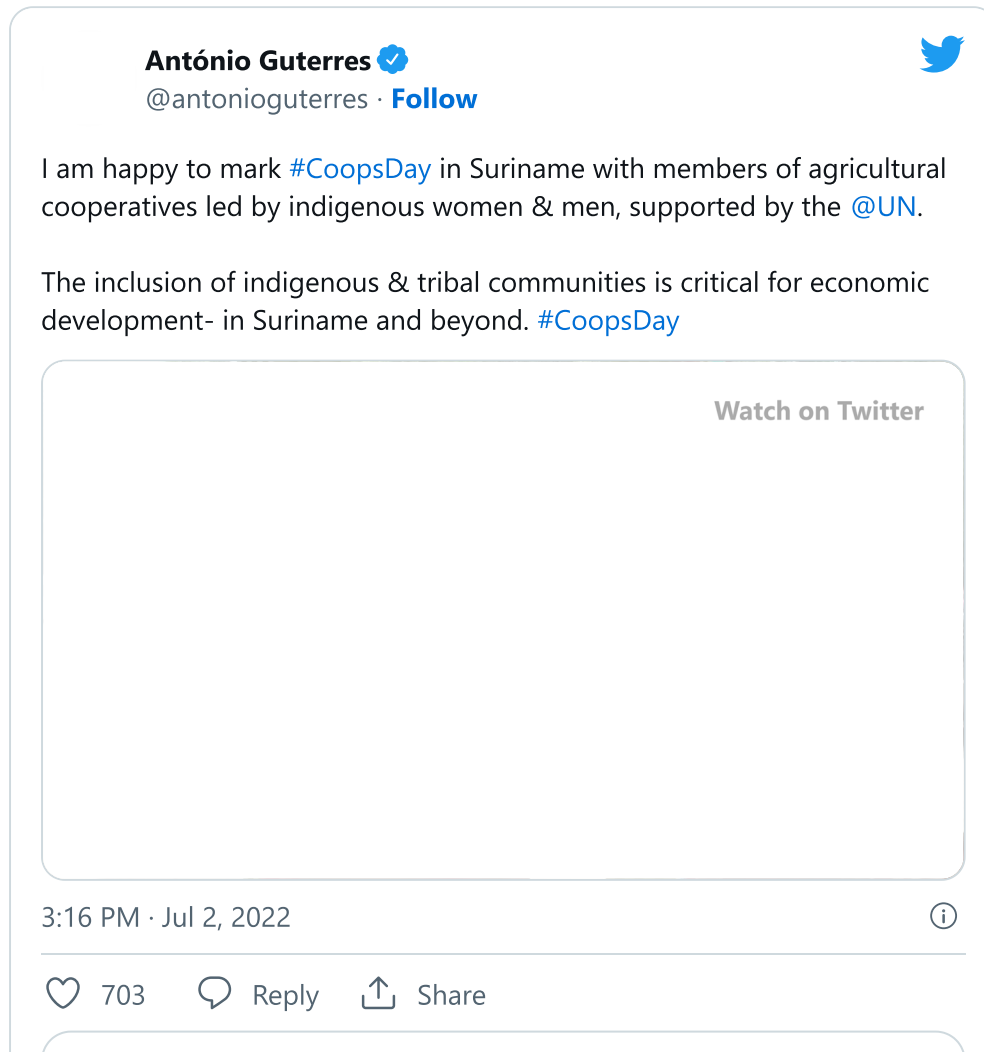 António Guterres
@antonioguterres · Follow
I am happy to mark #CoopsDay in Suriname with members of agricultural
cooperatives led by indigenous women & men, supported by the @UN.
The inclusion of indigenous & tribal communities is critical for economic
development- in Suriname and beyond. #CoopsDay
Watch on Twitter
3:16 PM · Jul 2, 2022
703 Reply Share